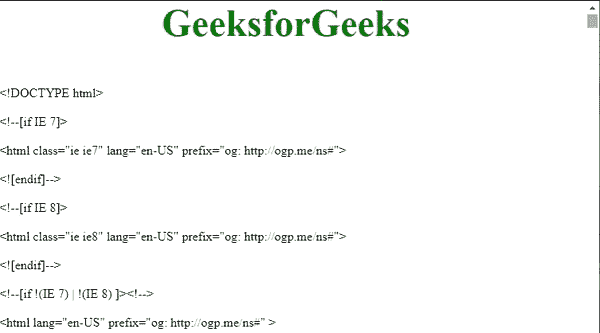 GeeksforGeeks
<!DOCTYPE html>
<!--[if IE 7]>
<html class="ie ie7" lang="en-US" prefix="og: http://ogp.me/ns#">
<![endif]-->
<!--[if IE 8]>
<html class="ie ie8" lang="en-US" prefix="og: http://ogp.me/ns#">
<![endif]-->
<!--[if !(IE 7) | !(IE 8) ]><!-->
<html lang="en-US" prefix="og: http://ogp.me/ns#" >